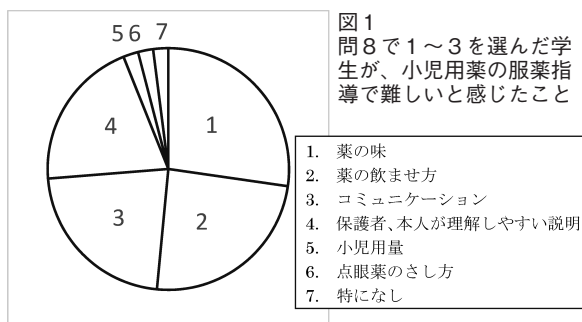 図1
問8で1～3を選んだ学
生が、小児用薬の服薬指
導で難しいと感じたこと
5 6 7
4 1
3 2
1. 薬の味
2. 薬の飲ませ方
3. コミュニケーション
4. 保護者、本人が理解しやすい説明
5. 小児用量
6. 点眼薬のさし方
7. 特になし